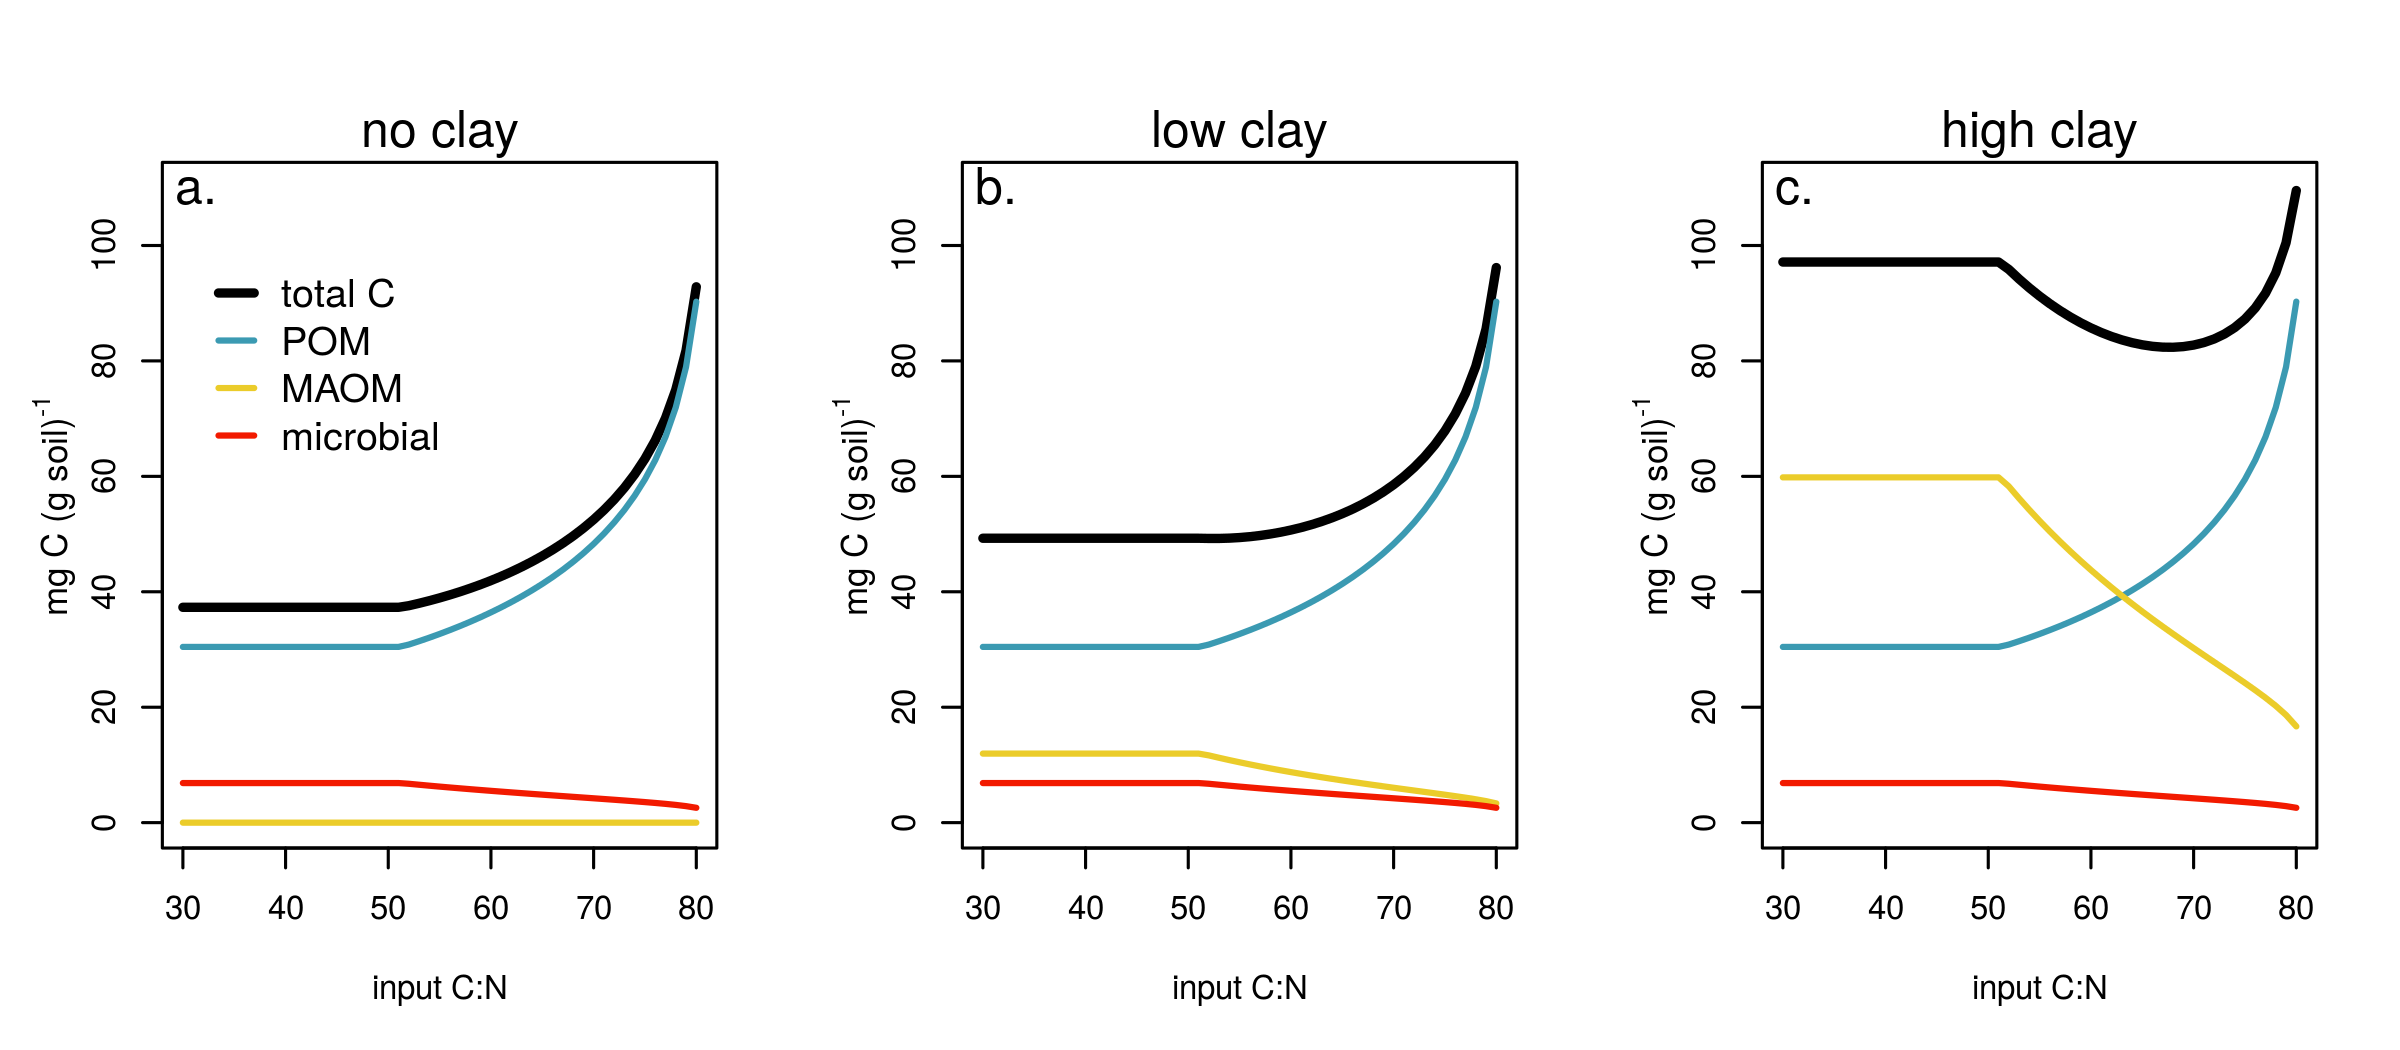 no clay
a.
total C
POM
MAOM
microbial
mg C (g soil)-1
0 20 40 60 80 100
30 40 50 60 70 80
input C:N
low clay
b.
mg C (g soil)-1
0 20 40 60 80 100
30 40 50 60 70 80
input C:N
high clay
c.
mg C (g soil)-1
0 20 40 60 80 100
30 40 50 60 70 80
input C:N